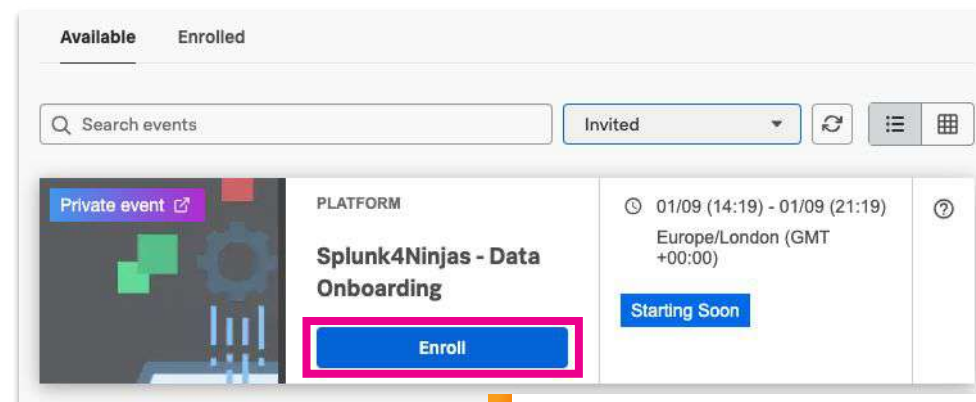 Available Enrolled
Search events Invited
Private event
PLATFORM
Splunk4Ninjas - Data
Onboarding
Enroll
01/09 (14:19) - 01/09 (21:19)
Europe/London (GMT
+00:00)
Starting Soon